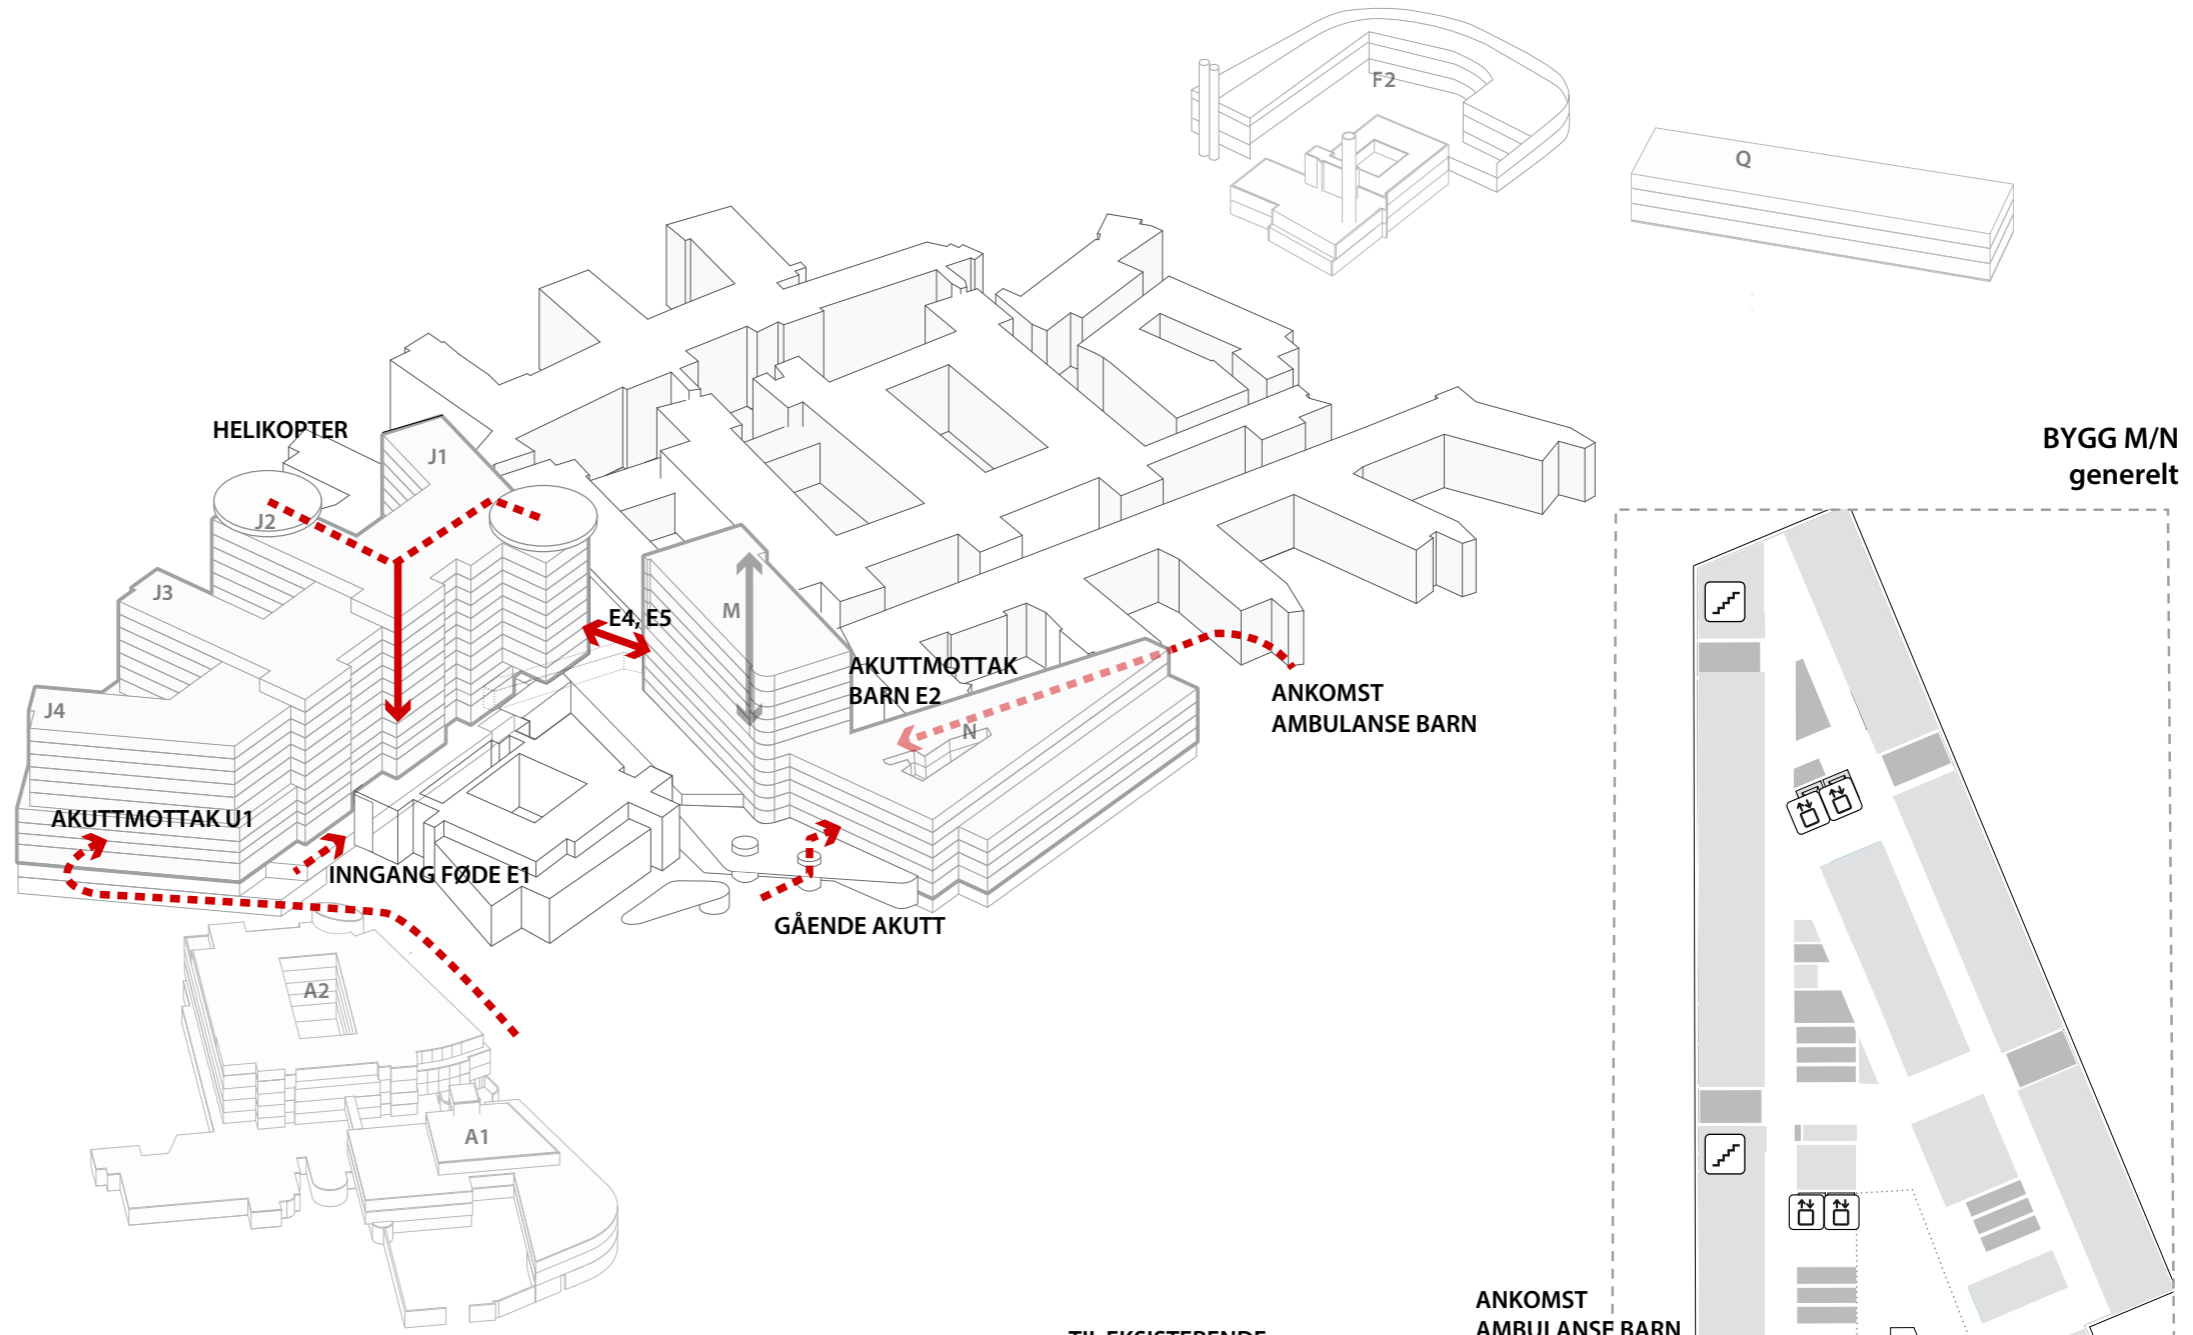 F2
Q
HELIKOPTER
J1
J2
J3
J4
BYGG M/N
generelt
M
E4, E5
AKUTTMOTTAK
BARN E2
N
ANKOMST
AMBULANSE BARN
AKUTTMOTTAK U1
INNGANG FØDE E1
GÅENDE AKUTT
A2
A1
TIL EKSISTERENDE
ANKOMST
AMBULANSE BARN